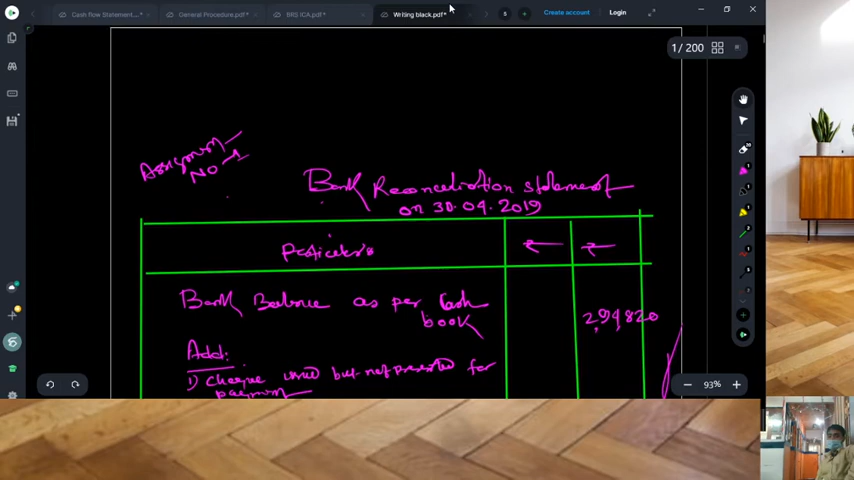 Cash flow Statement....*
General Procedure.pdf*
BRS ICA.pdf*
Writing black.pdf*
5
Create account
Login
1 / 200
Assignment
No 1
Bank Reconciliation statement
on 30.04.2019
Particulars
Bank Balance as per Cash
book
2,94,820
Add:
1) Cheque issued but not presented for
payment
93%